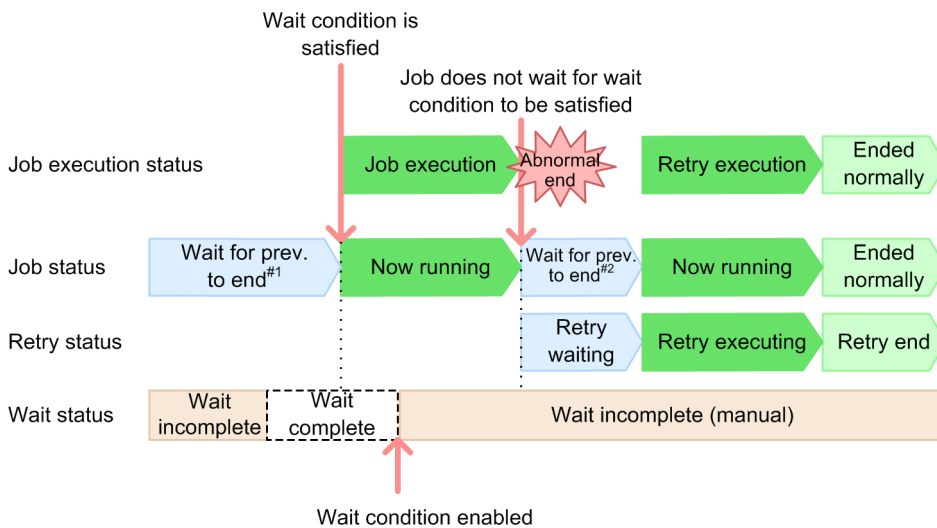 Wait condition is
satisfied
Job does not wait for wait
condition to be satisfied
Job execution status
Job execution
Abnormal
end
Retry execution
Ended
normally
Job status
Wait for prev.
to end#1
Now running
Wait for prev.
to end#2
Now running
Ended
normally
Retry status
Retry
waiting
Retry executing
Retry end
Wait status
Wait
incomplete
Wait
complete
Wait incomplete (manual)
Wait condition enabled